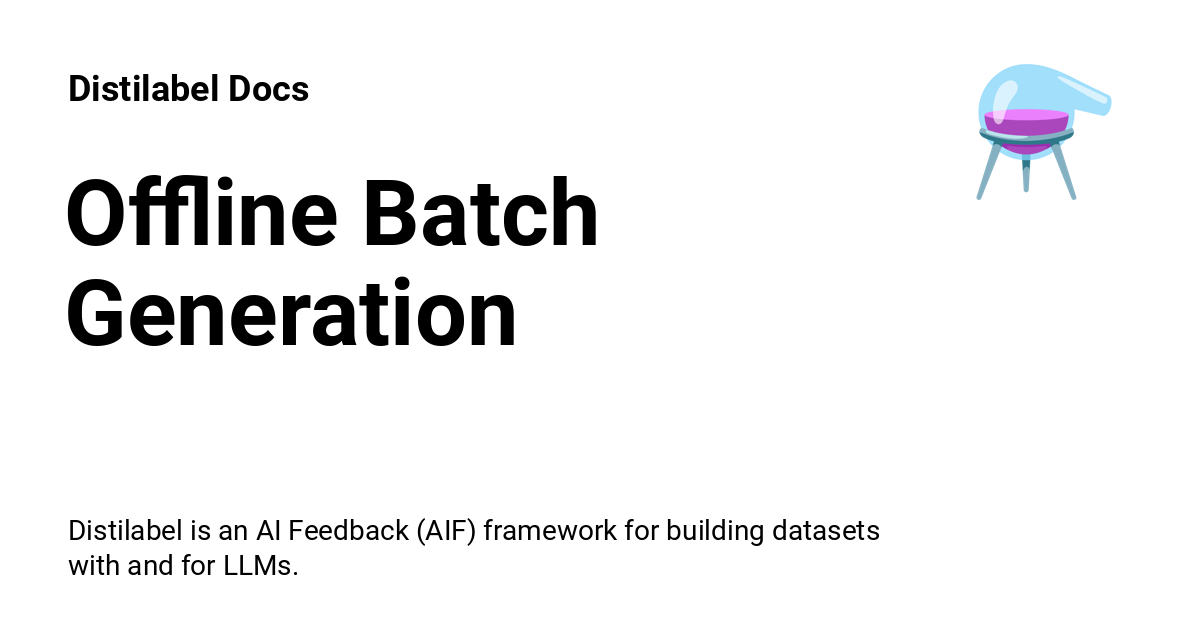 Distilabel Docs
Offline Batch
Generation
Distilabel is an AI Feedback (AIF) framework for building datasets
with and for LLMs.